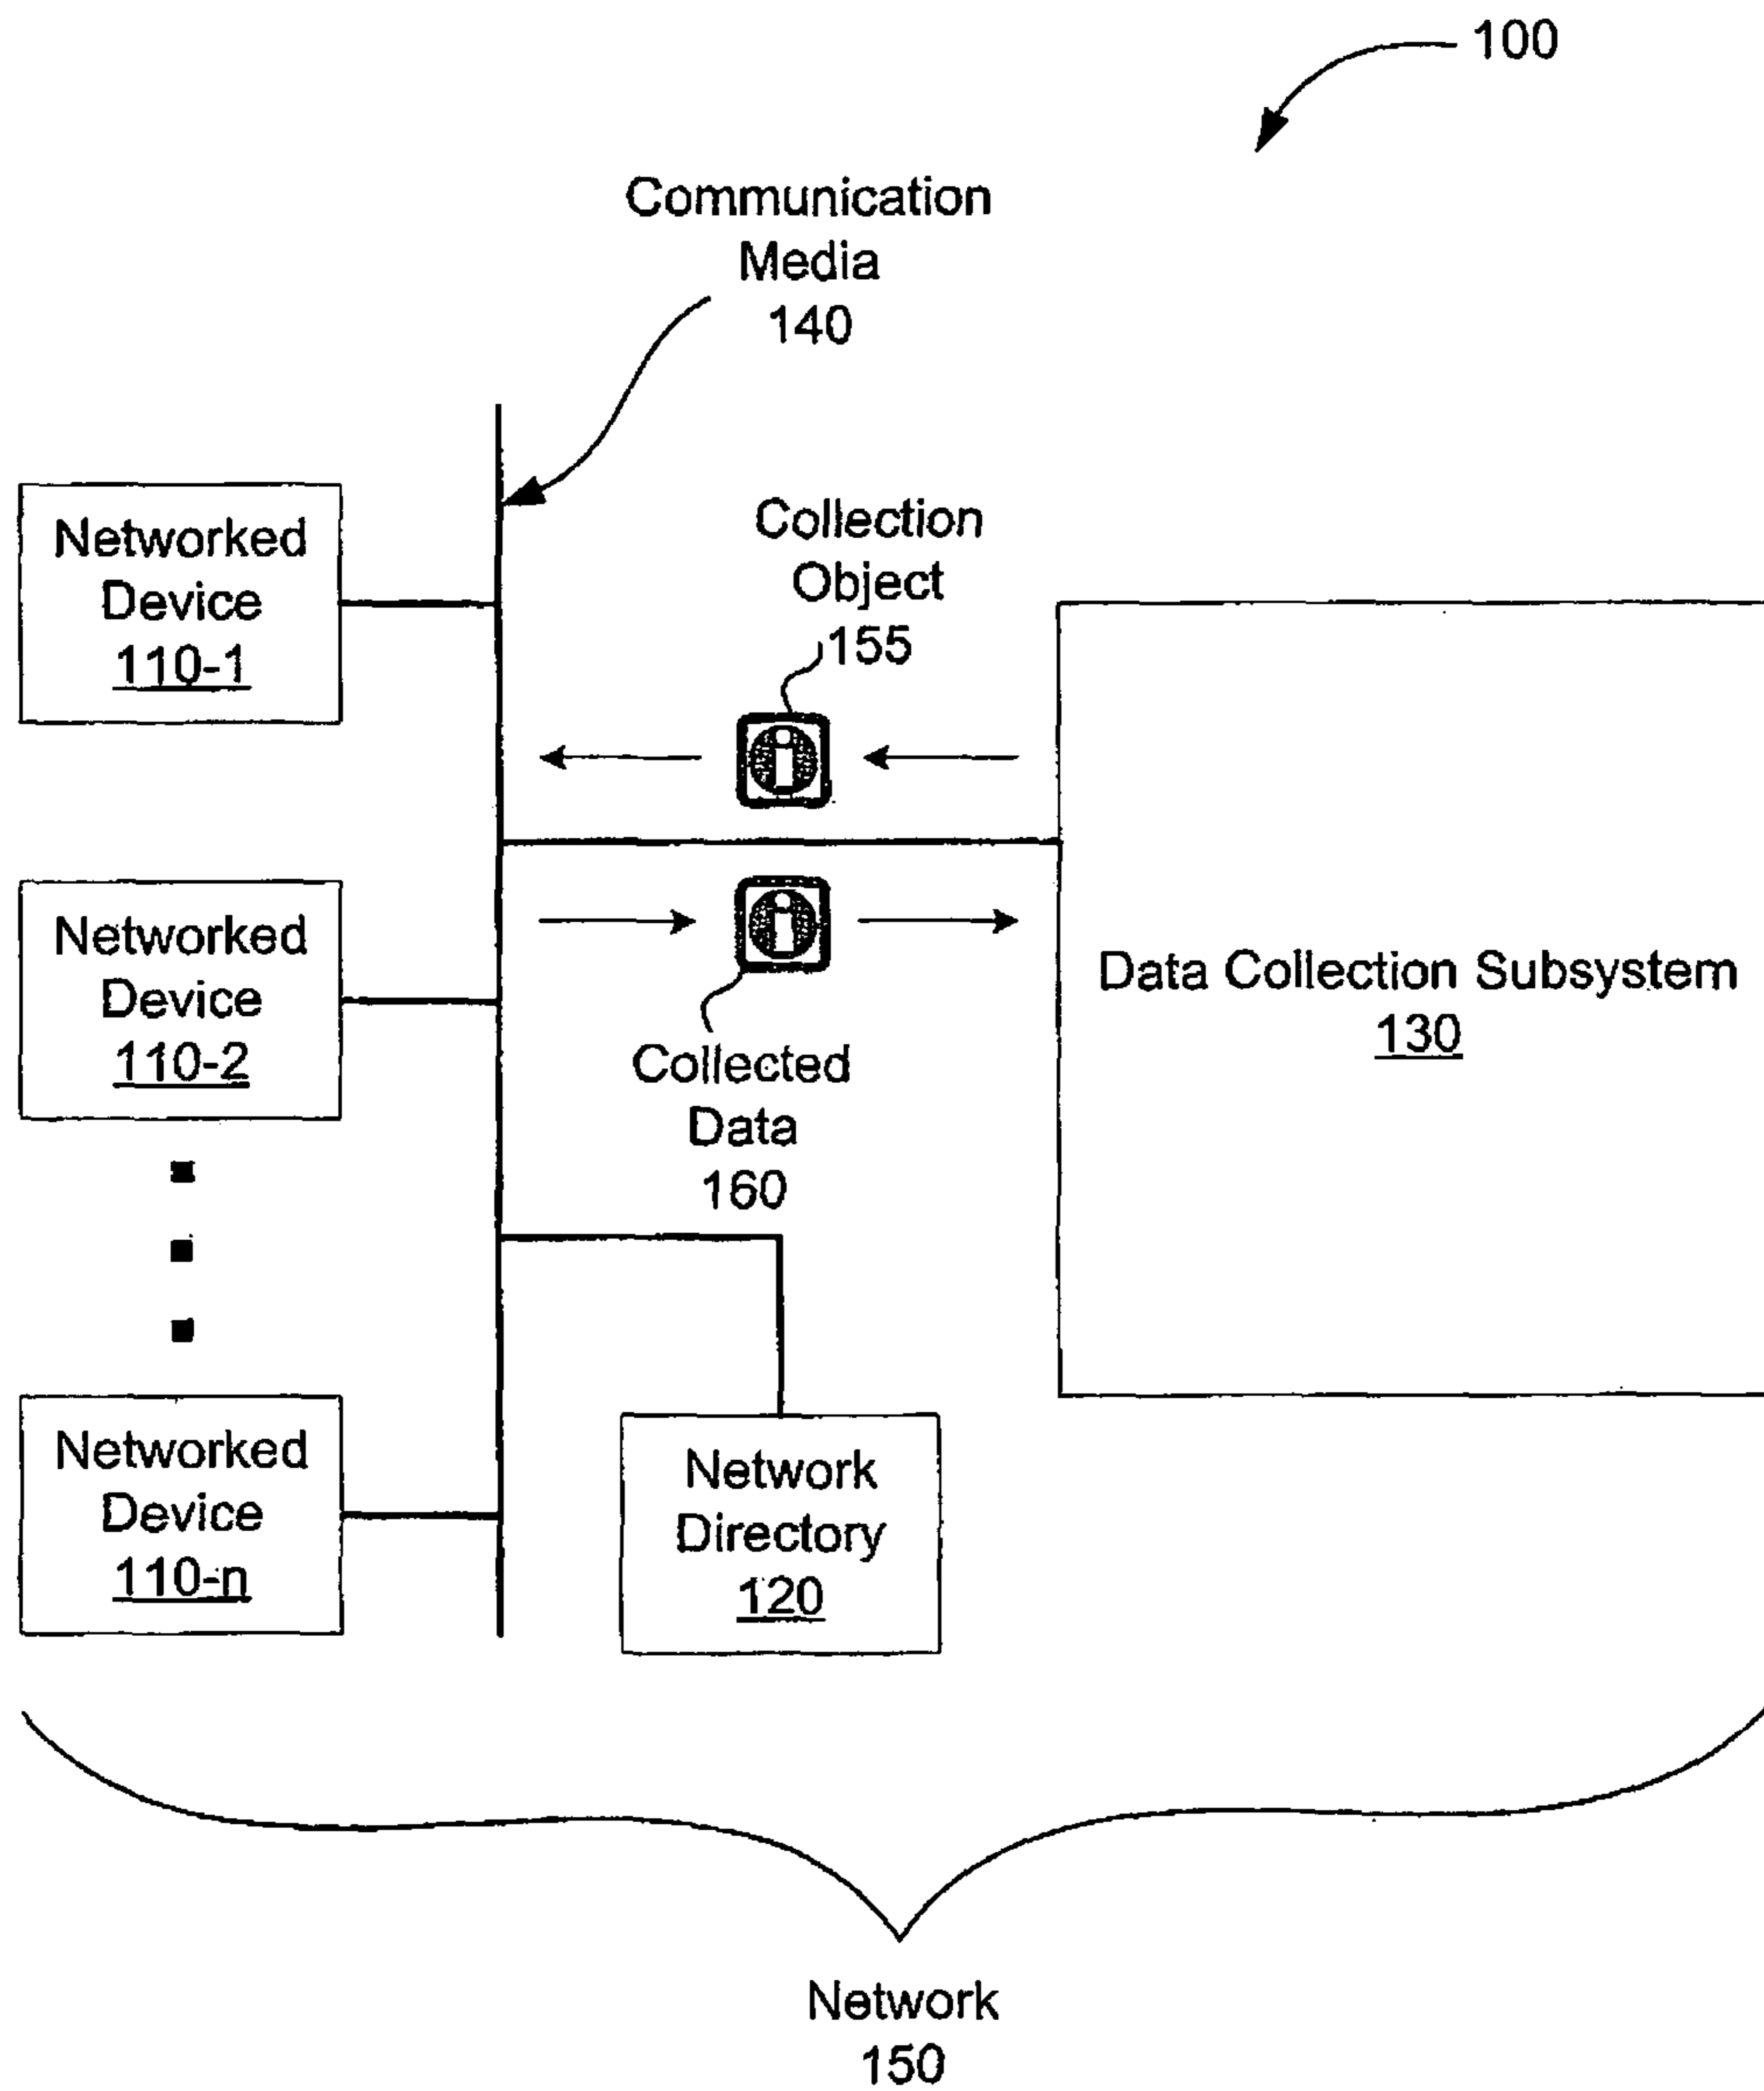 100
Communication
Media
140
Networked
Device
110-1
Collection
Object
155
Networked
Device
110-2
Data Collection Subsystem
130
Collected
Data
160
Networked
Device
110-n
Network
Directory
120
Network
150